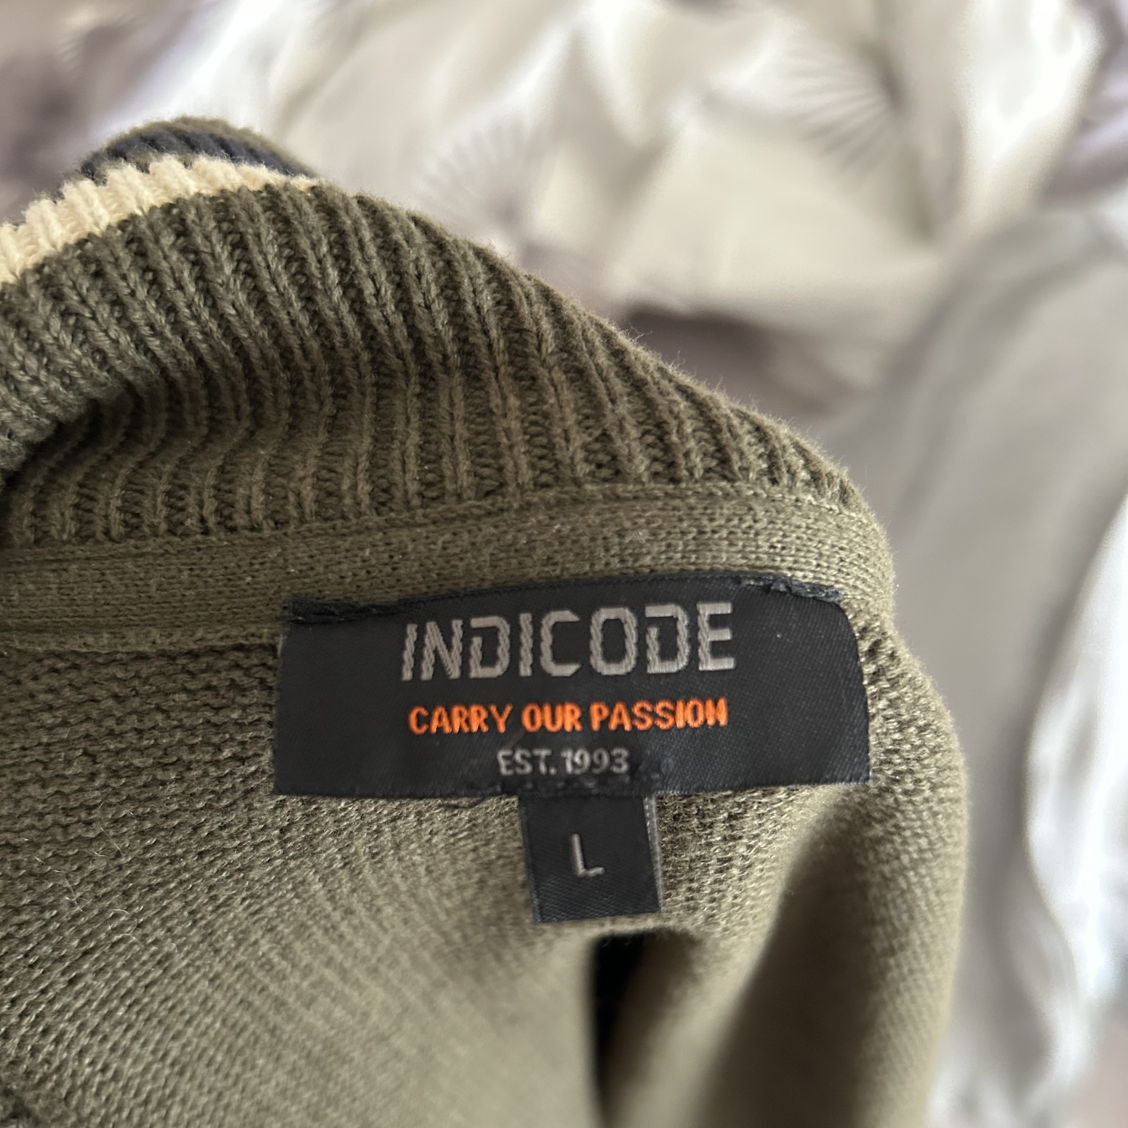 INDICODE
CARRY OUR PASSION
EST. 1993
L